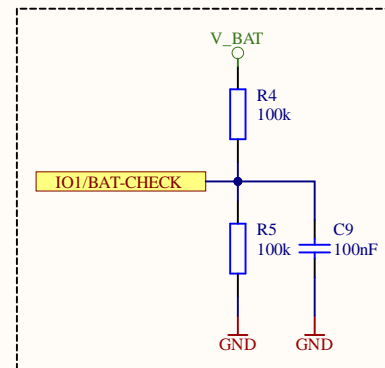 V_BAT
R4
100k
IO1/BAT-CHECK
R5
100k
C9
100nF
GND
GND